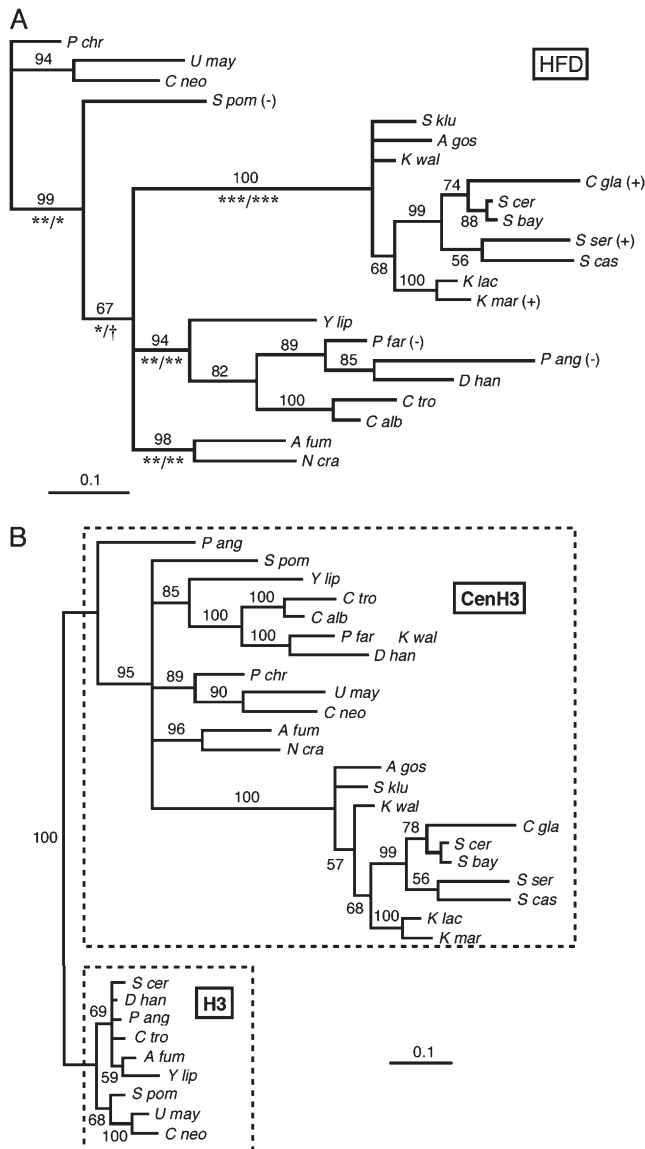 A
P chr
94
U may
C neo
HFD
S pom (-)
S klu
A gos
K wal
100
***/***
74
C gla (+)
S cer
88
S bay
99
99
**/*
S ser (+)
56
S cas
68
100
K lac
K mar (+)
67
*/†
Y lip
94
**/**
89
P far (-)
85
P ang (-)
82
D han
100
C tro
C alb
98
**/**
A fum
N cra
0.1
B
P ang
CenH3
S pom
85
Y lip
100
C tro
C alb
100
100
P far K wal
D han
95
89
P chr
90
U may
C neo
96
A fum
N cra
100
A gos
S klu
K wal
57
78
C gla
S cer
S bay
99
56
S ser
S cas
68
100
K lac
K mar
100
H3
S cer
69
D han
P ang
C tro
A fum
59
Y lip
S pom
68
U may
100
C neo
0.1